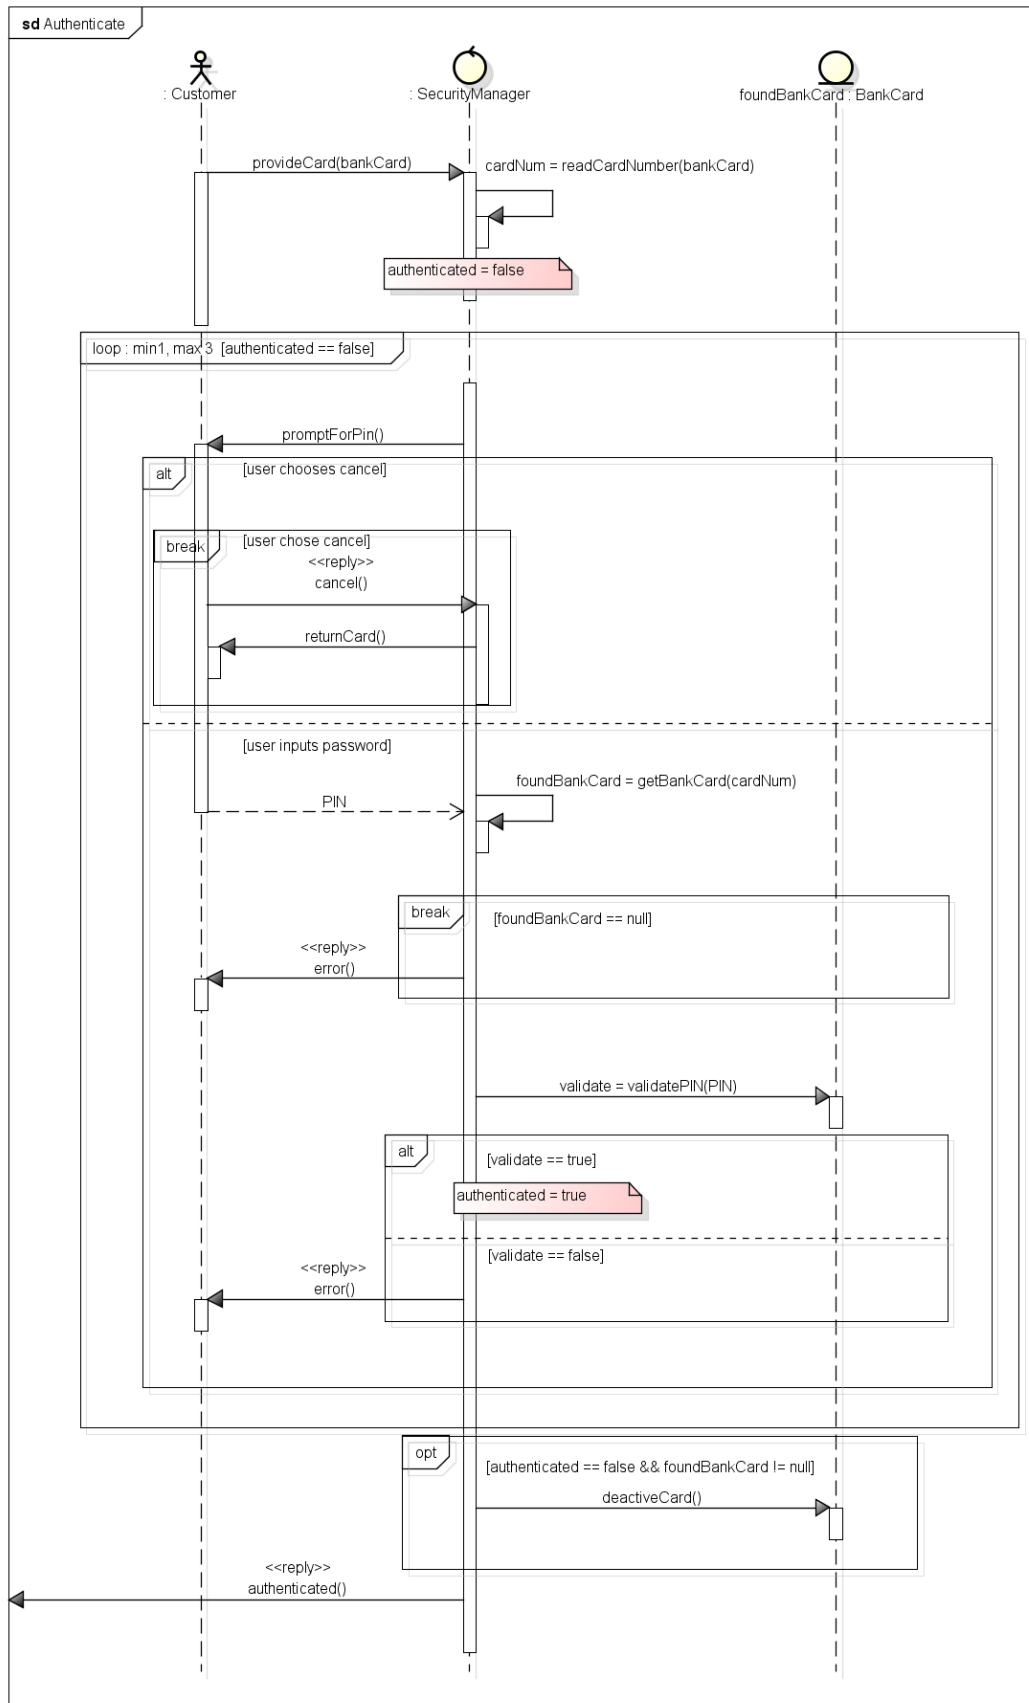 sd Authenticate
: Customer
: SecurityManager
foundBankCard : BankCard
provideCard(bankCard)
cardNum = readCardNumber(bankCard)
authenticated = false
loop : min1, max 3 [authenticated == false]
promptForPin()
alt
[user chooses cancel]
break
[user chose cancel]
<<reply>>
cancel()
returnCard()
[user inputs password]
foundBankCard = getBankCard(cardNum)
PIN
break
[foundBankCard == null]
<<reply>>
error()
validate = validatePIN(PIN)
alt
[validate == true]
authenticated = true
[validate == false]
<<reply>>
error()
opt
[authenticated == false && foundBankCard != null]
deactiveCard()
<<reply>>
authenticated()